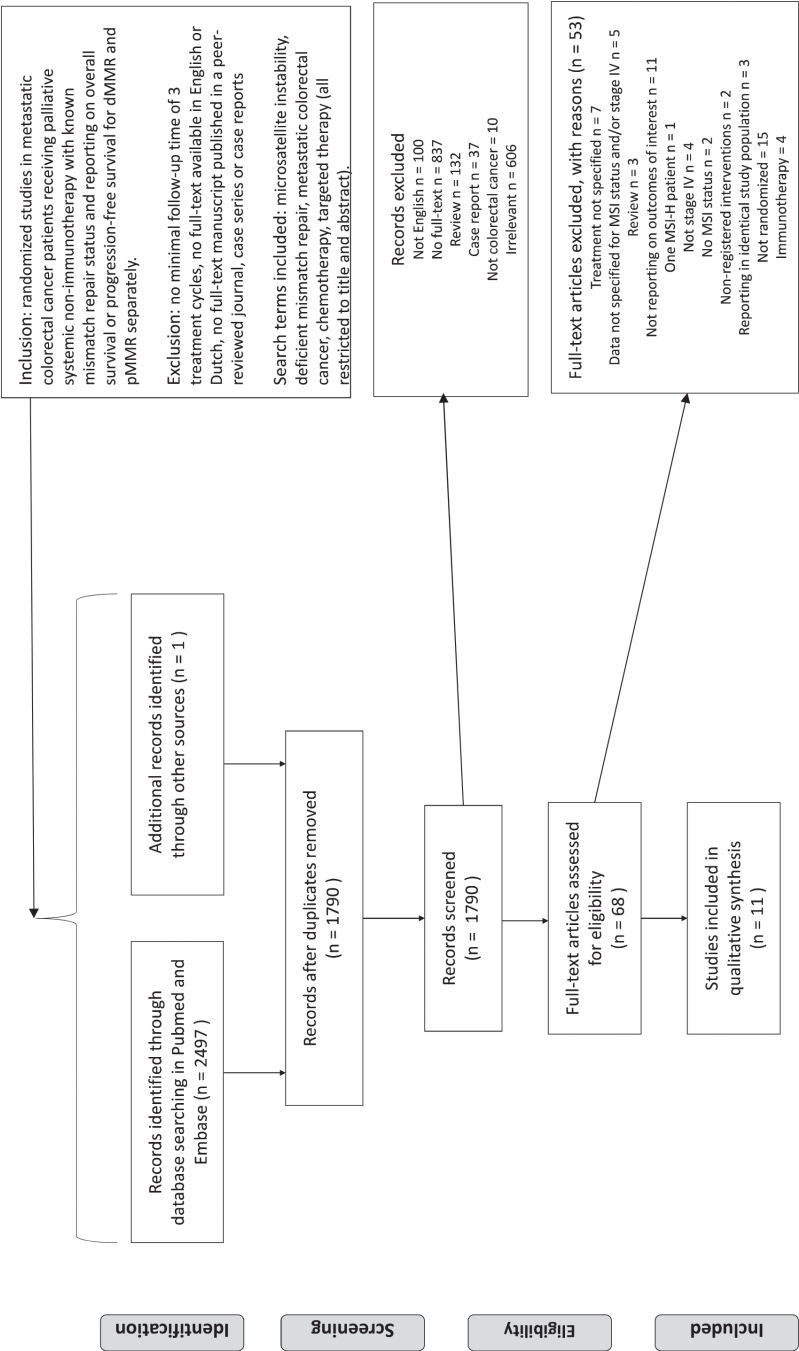 Inclusion: randomized studies in metastatic
colorectal cancer patients receiving palliative
systemic non-immunotherapy with known
mismatch repair status and reporting on overall
survival or progression-free survival for dMMR and
pMMR separately.
Exclusion: no minimal follow-up time of 3
treatment cycles, no full-text available in English or
Dutch, no full-text manuscript published in a peer-
reviewed journal, case series or case reports
Search terms included: microsatellite instability,
deficient mismatch repair, metastatic colorectal
cancer, chemotherapy, targeted therapy (all
restricted to title and abstract).
Identification
Records identified through
database searching in Pubmed and
Embase (n = 2497 )
Additional records identified
through other sources (n = 1 )
Screening
Records after duplicates removed
(n = 1790 )
Records screened
(n = 1790 )
Records excluded
Not English n = 100
No full-text n = 837
Review n = 132
Case report n = 37
Not colorectal cancer = 10
Irrelevant n = 606
Eligibility
Full-text articles assessed
for eligibility
(n = 68 )
Full-text articles excluded, with reasons (n = 53)
Treatment not specified n = 7
Data not specified for MSI status and/or stage IV n = 5
Review n = 3
Not reporting on outcomes of interest n = 11
One MSI-H patient n = 1
Not stage IV n = 4
No MSI status n = 2
Non-registered interventions n = 2
Reporting in identical study population n = 3
Not randomized = 15
Immunotherapy = 4
Included
Studies included in
qualitative synthesis
(n = 11 )